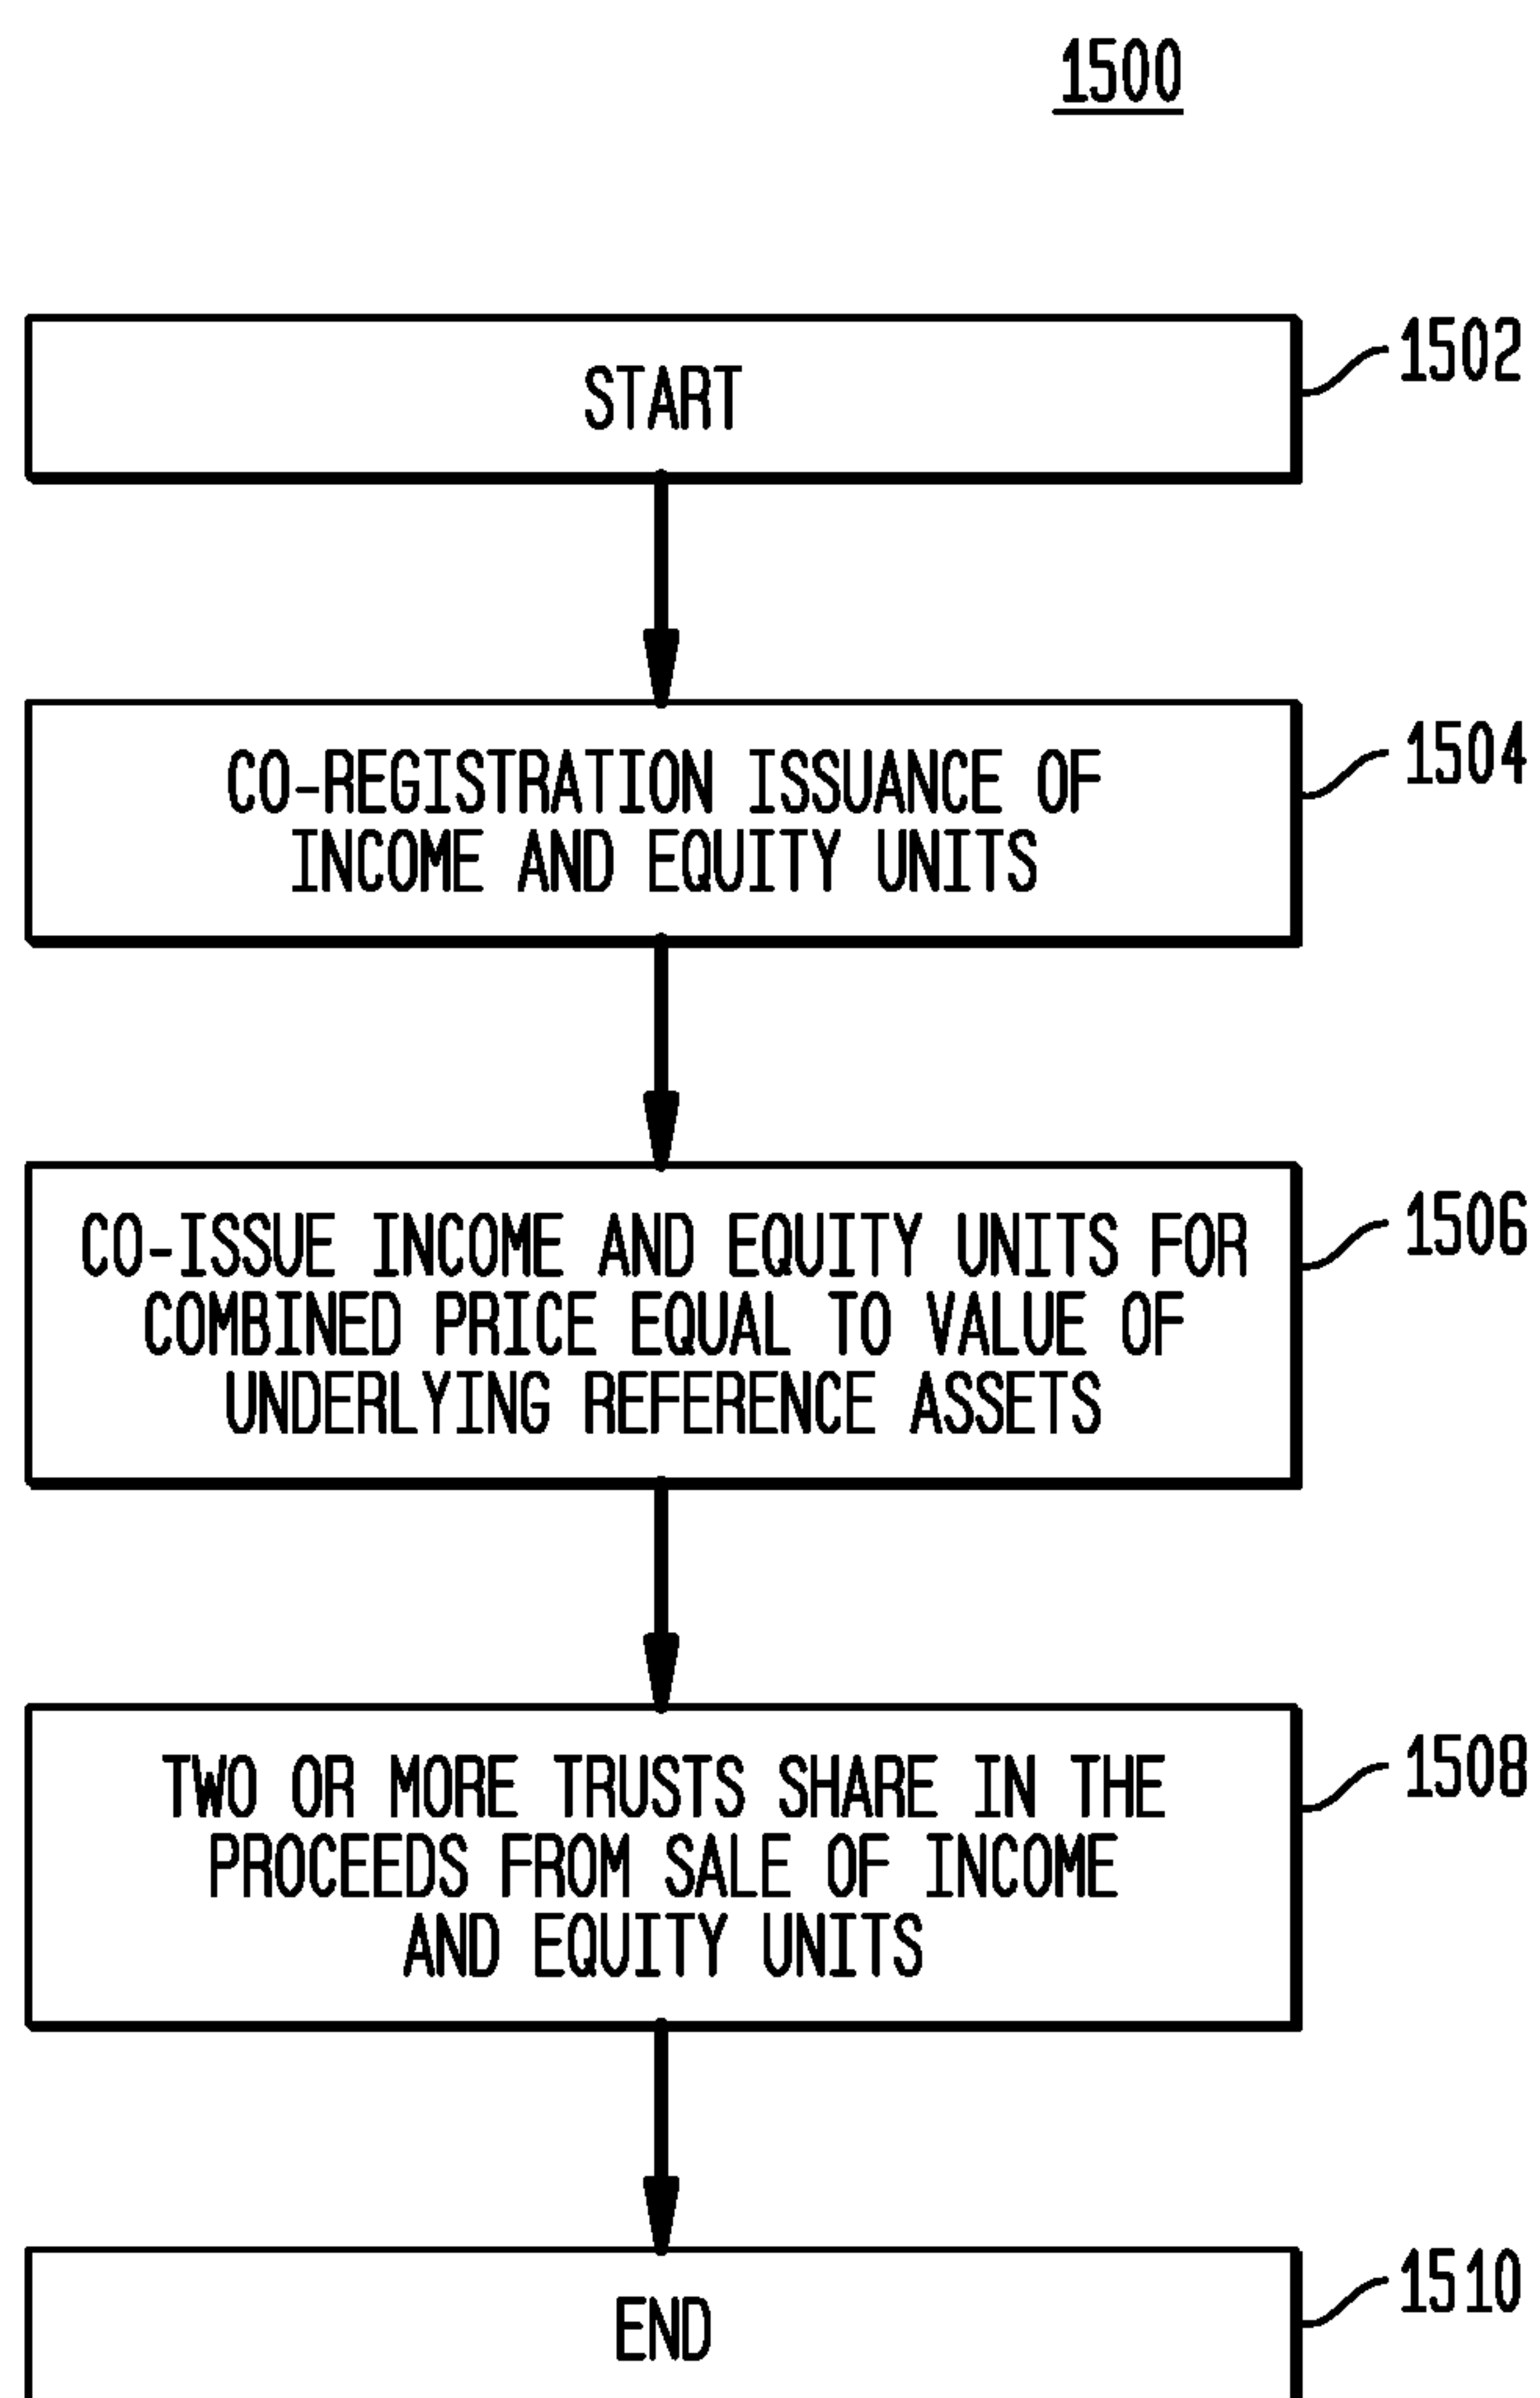 1500
START
1502
CO-REGISTRATION ISSUANCE OF
INCOME AND EQUITY UNITS
1504
CO-ISSUE INCOME AND EQUITY UNITS FOR
COMBINED PRICE EQUAL TO VALUE OF
UNDERLYING REFERENCE ASSETS
1506
TWO OR MORE TRUSTS SHARE IN THE
PROCEEDS FROM SALE OF INCOME
AND EQUITY UNITS
1508
END
1510